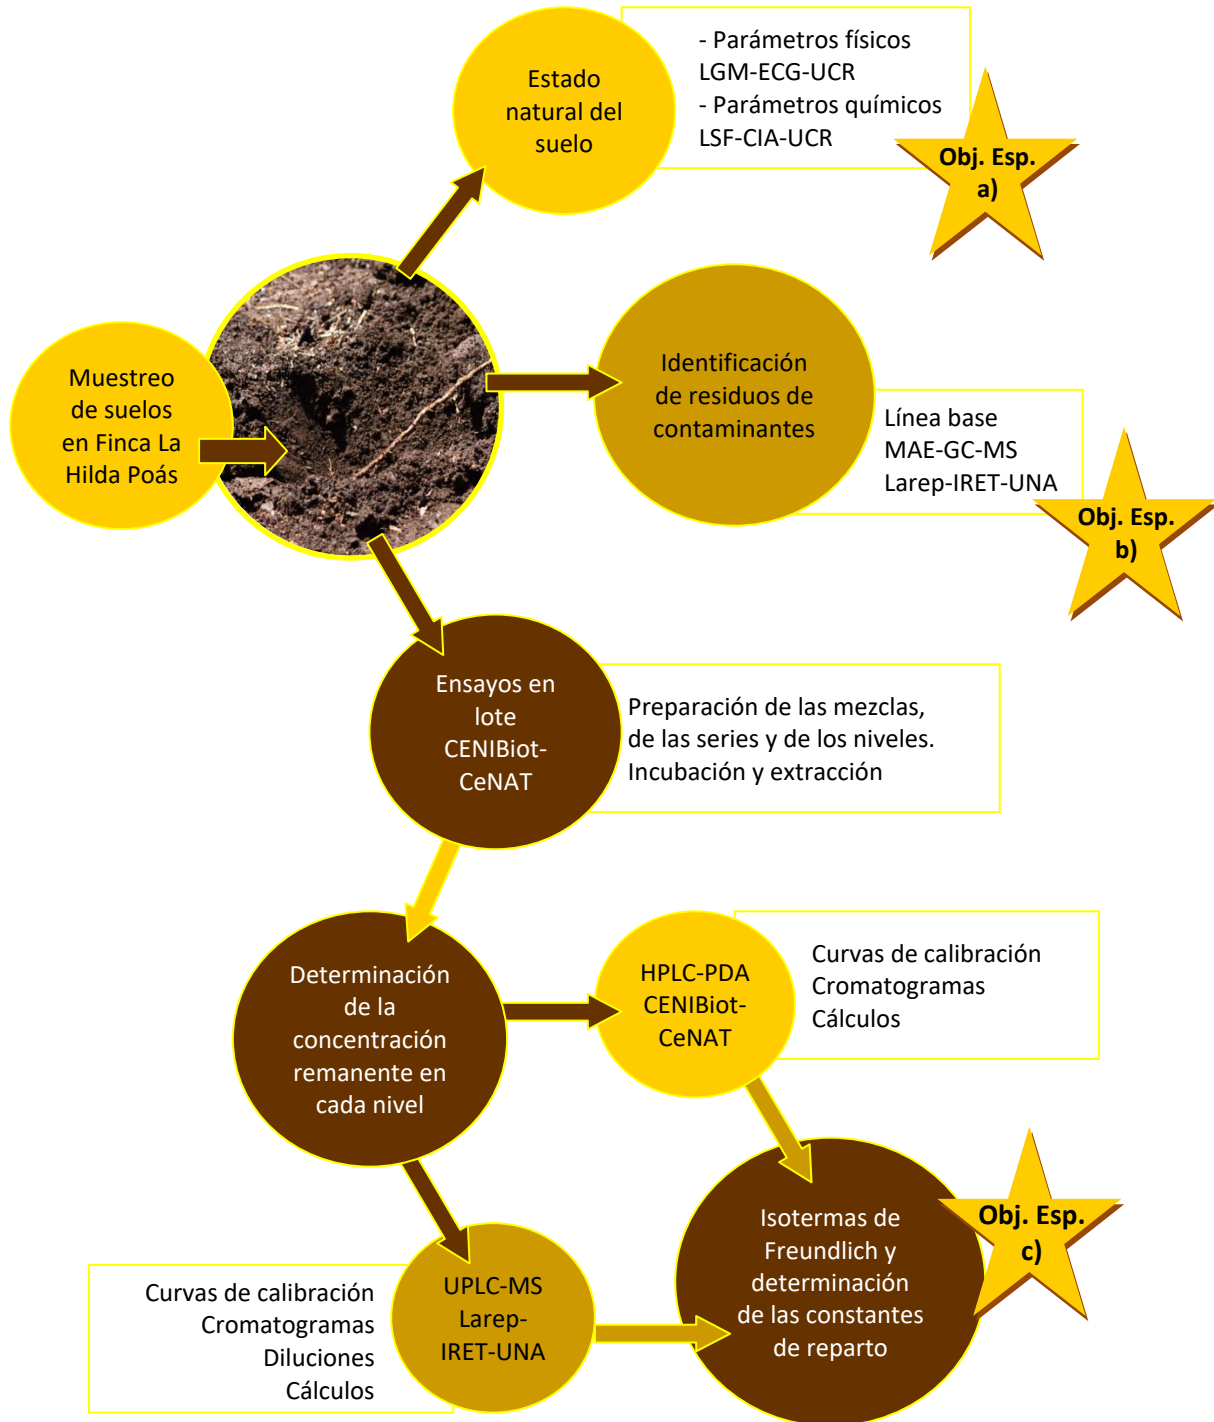 Estado
natural del
suelo
- Parámetros físicos
LGM-ECG-UCR
- Parámetros químicos
LSF-CIA-UCR
Obj. Esp.
a)
Muestreo
de suelos
en Finca La
Hilda Poás
Identificación
de residuos de
contaminantes
Línea base
MAE-GC-MS
Larep-IRET-UNA
Obj. Esp.
b)
Ensayos en
lote
CENIBiot-
CeNAT
Preparación de las mezclas,
de las series y de los niveles.
Incubación y extracción
Determinación
de la
concentración
remanente en
cada nivel
HPLC-PDA
CENIBiot-
CeNAT
Curvas de calibración
Cromatogramas
Cálculos
Curvas de calibración
Cromatogramas
Diluciones
Cálculos
UPLC-MS
Larep-
IRET-UNA
Isotermas de
Freundlich y
determinación
de las constantes
de reparto
Obj. Esp.
c)